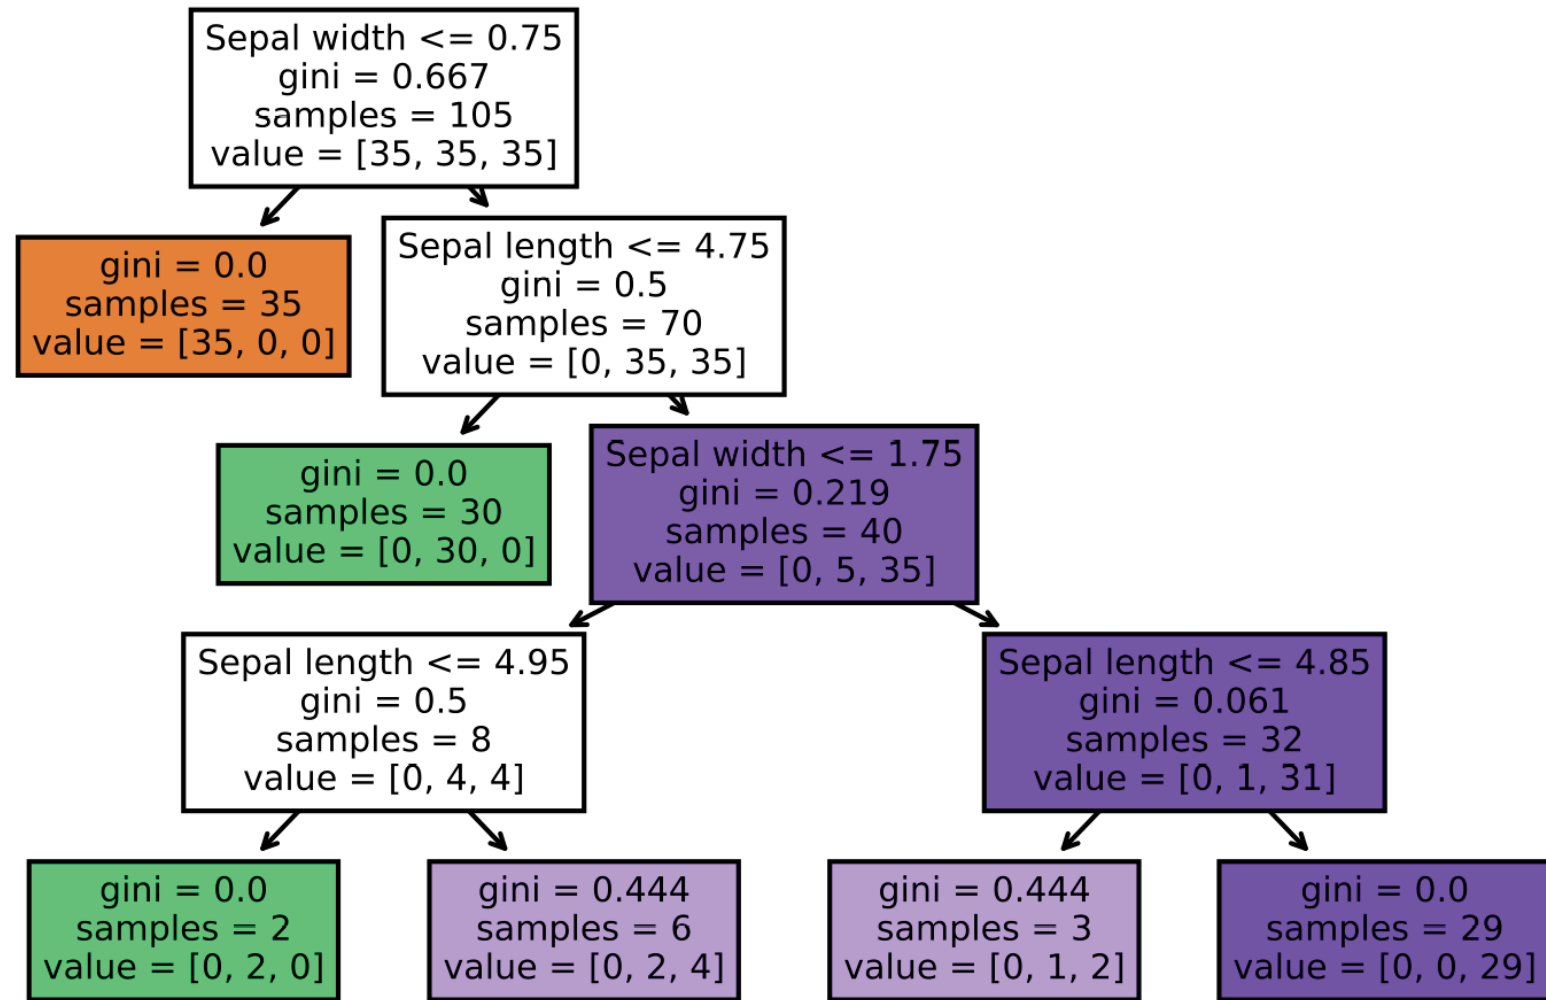 Sepal width <= 0.75
gini = 0.667
samples = 105
value = [35, 35, 35]
gini = 0.0
samples = 35
value = [35, 0, 0]
Sepal length <= 4.75
gini = 0.5
samples = 70
value = [0, 35, 35]
gini = 0.0
samples = 30
value = [0, 30, 0]
Sepal width <= 1.75
gini = 0.219
samples = 40
value = [0, 5, 35]
Sepal length <= 4.95
gini = 0.5
samples = 8
value = [0, 4, 4]
Sepal length <= 4.85
gini = 0.061
samples = 32
value = [0, 1, 31]
gini = 0.0
samples = 2
value = [0, 2, 0]
gini = 0.444
samples = 6
value = [0, 2, 4]
gini = 0.444
samples = 3
value = [0, 1, 2]
gini = 0.0
samples = 29
value = [0, 0, 29]